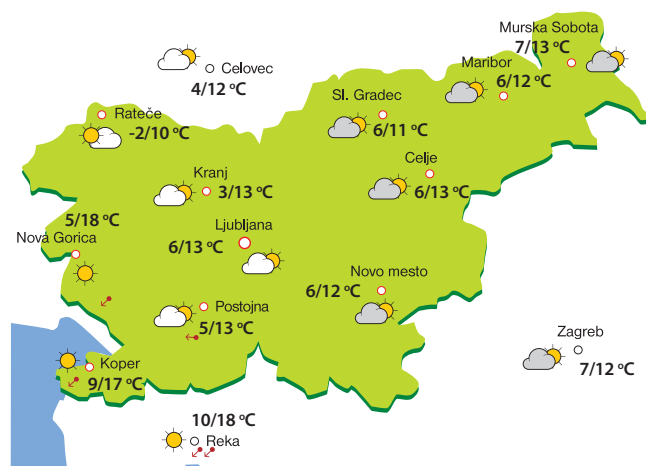 Murska Sobota
7/13 °C
Maribor
6/12 °C
Celovec
4/12 °C
Sl. Gradec
6/11 °C
Rateče
-2/10 °C
Celje
6/13 °C
Kranj
3/13 °C
5/18 °C
Nova Gorica
Ljubljana
6/13 °C
Novo mesto
6/12 °C
Postojna
5/13 °C
Zagreb
7/12 °C
Koper
9/17 °C
10/18 °C
Reka